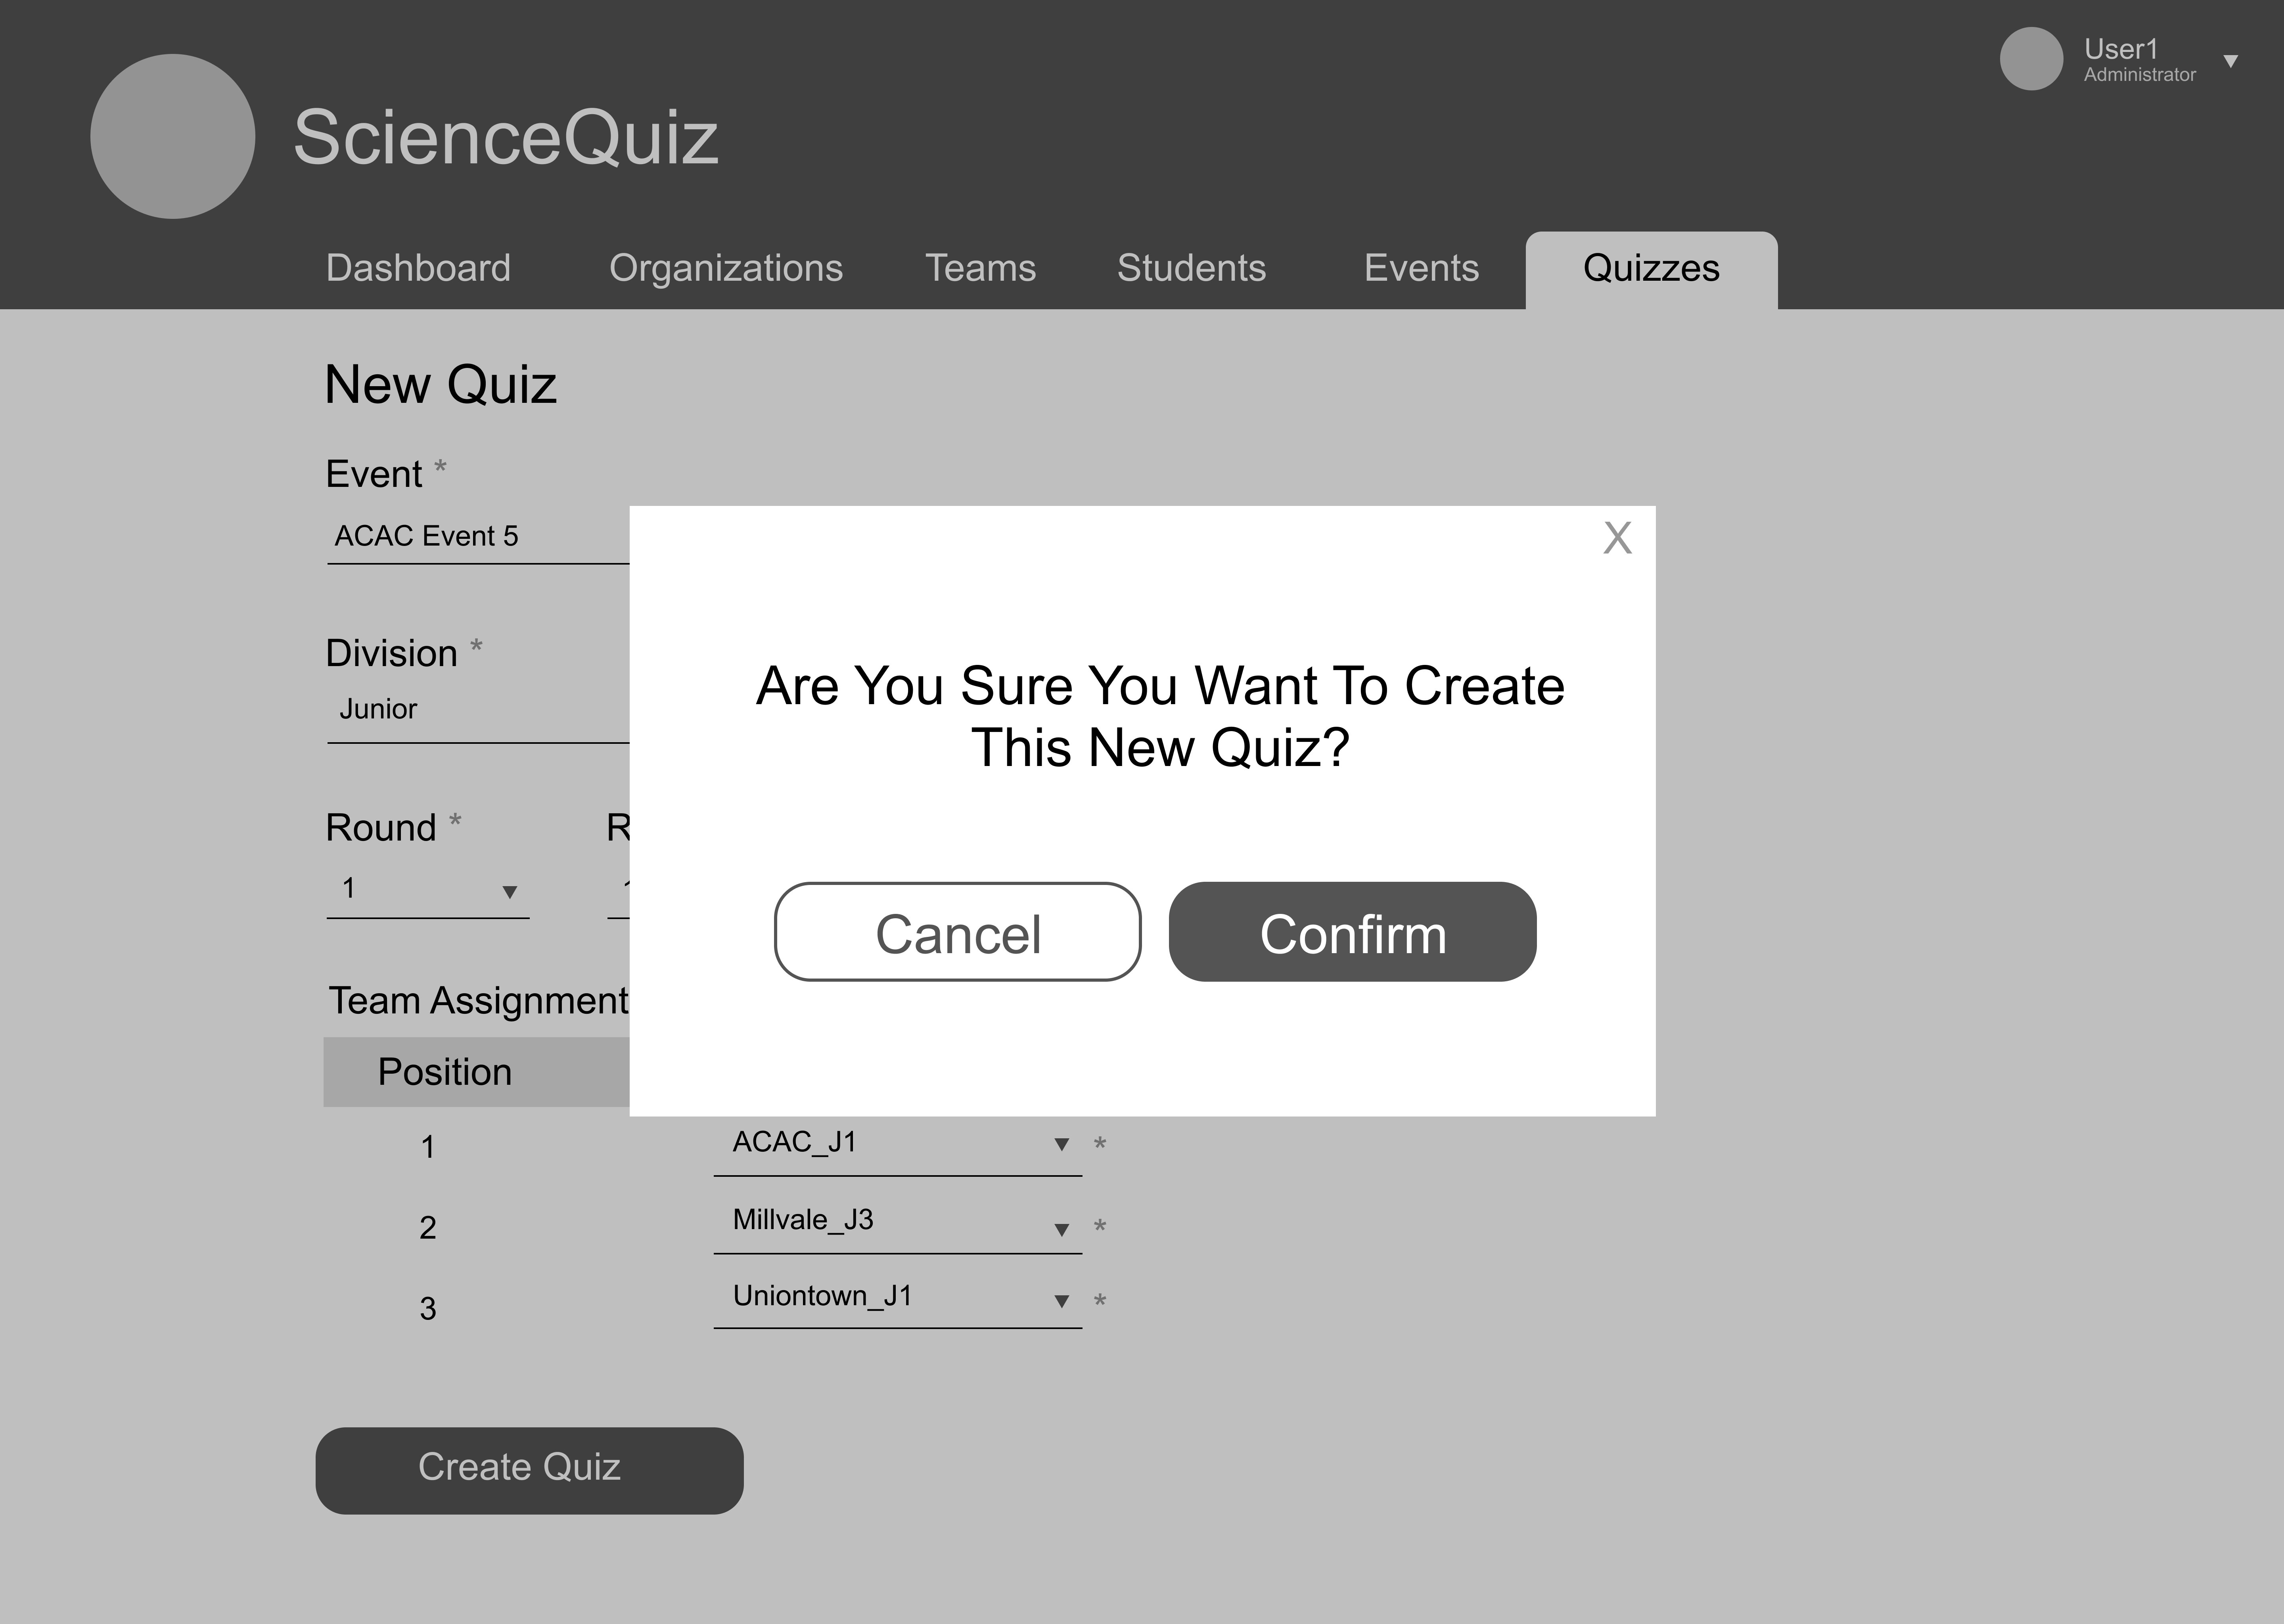 User1
Administrator
ScienceQuiz
Dashboard Organizations Teams Students Events Quizzes
New Quiz
Event *
ACAC Event 5
X
Division *
Junior
Are You Sure You Want To Create
This New Quiz?
Round * R
1
Cancel Confirm
Team Assignment
Position
1 ACAC_J1 *
2 Millvale_J3 *
3 Uniontown_J1 *
Create Quiz